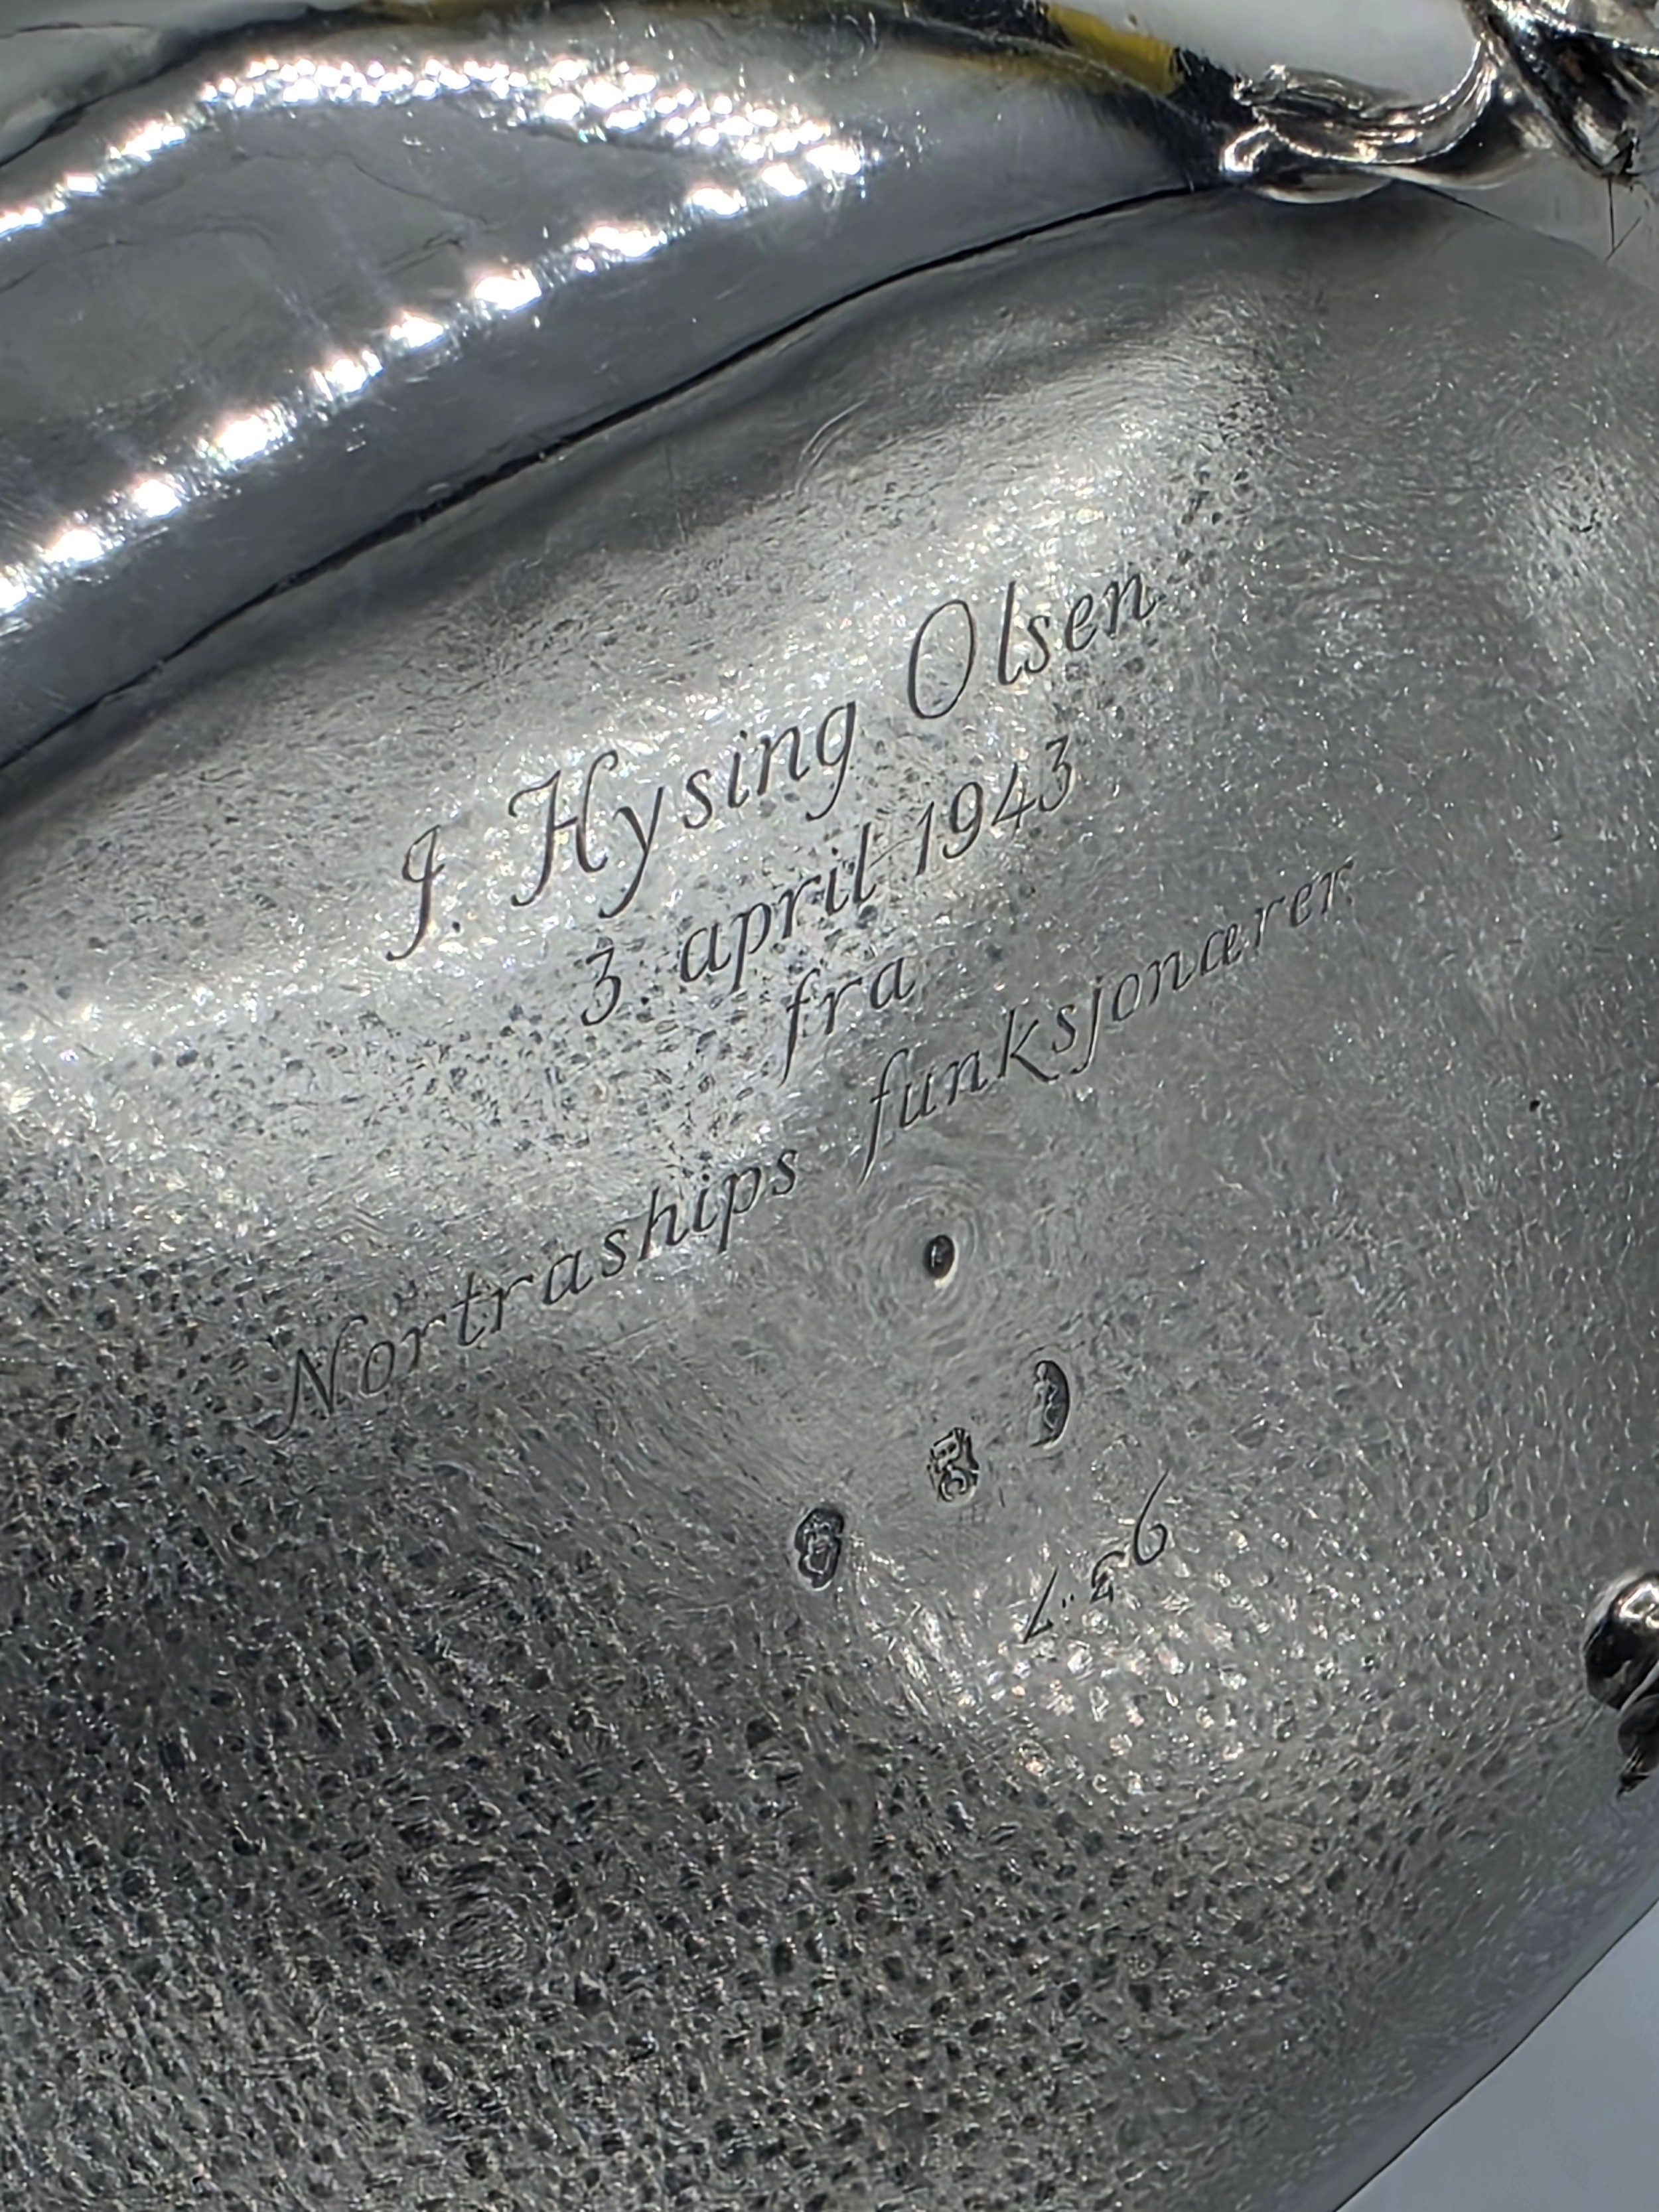 J. Hysing Olsen
3. april 1943
fra
Nortraships funksjonærer